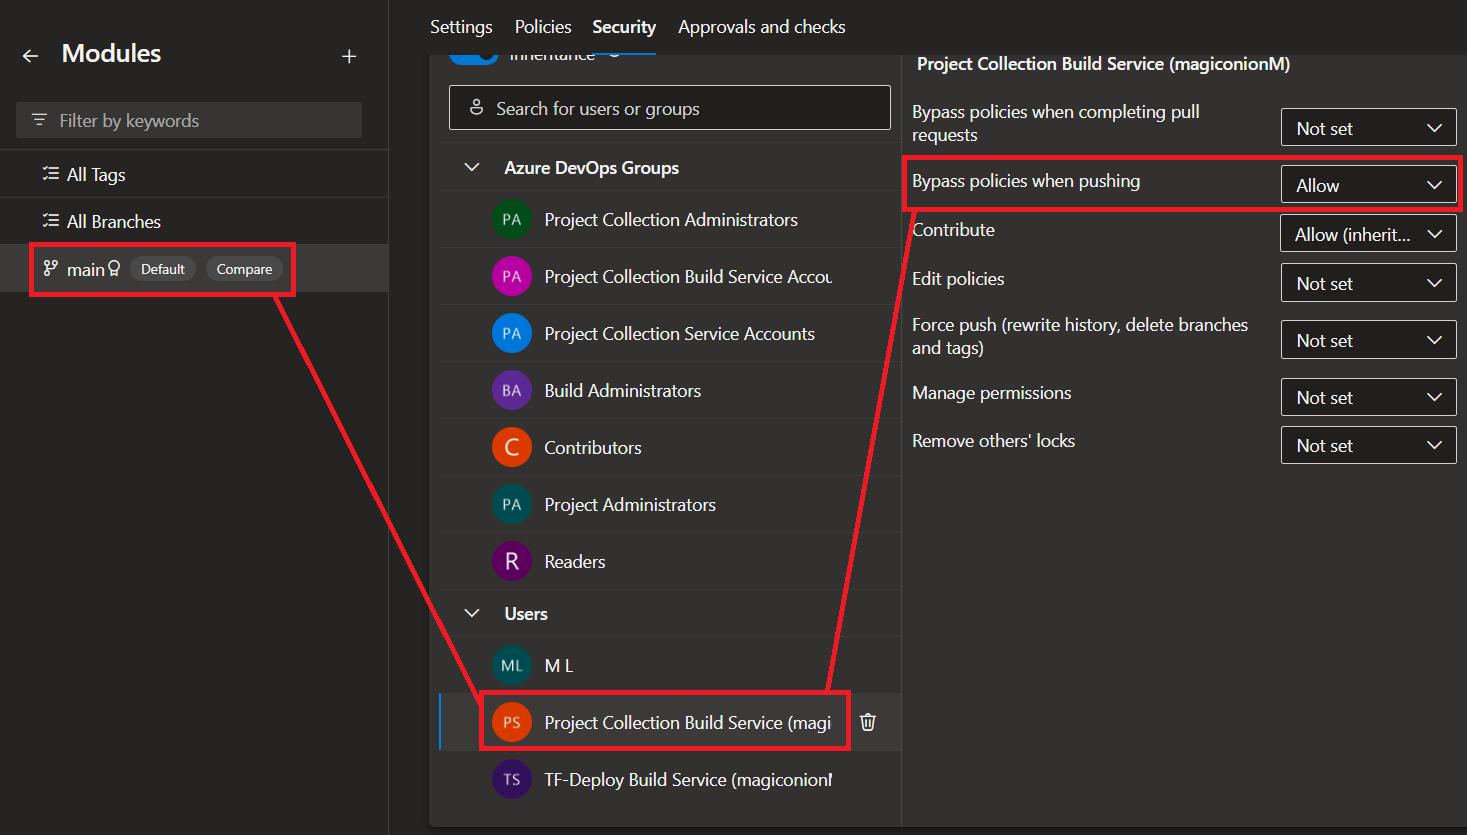 Modules
Filter by keywords
All Tags
All Branches
main Default Compare
Settings Policies Security Approvals and checks
Inheritance
Search for users or groups
Azure DevOps Groups
PA Project Collection Administrators
PA Project Collection Build Service Accou
PA Project Collection Service Accounts
BA Build Administrators
C Contributors
PA Project Administrators
R Readers
Users
ML M L
PS Project Collection Build Service (magi
TS TF-Deploy Build Service (magiconionM
Project Collection Build Service (magiconionM)
Bypass policies when completing pull
requests
Not set
Bypass policies when pushing
Allow
Contribute
Allow (inherit...
Edit policies
Not set
Force push (rewrite history, delete branches
and tags)
Not set
Manage permissions
Not set
Remove others' locks
Not set